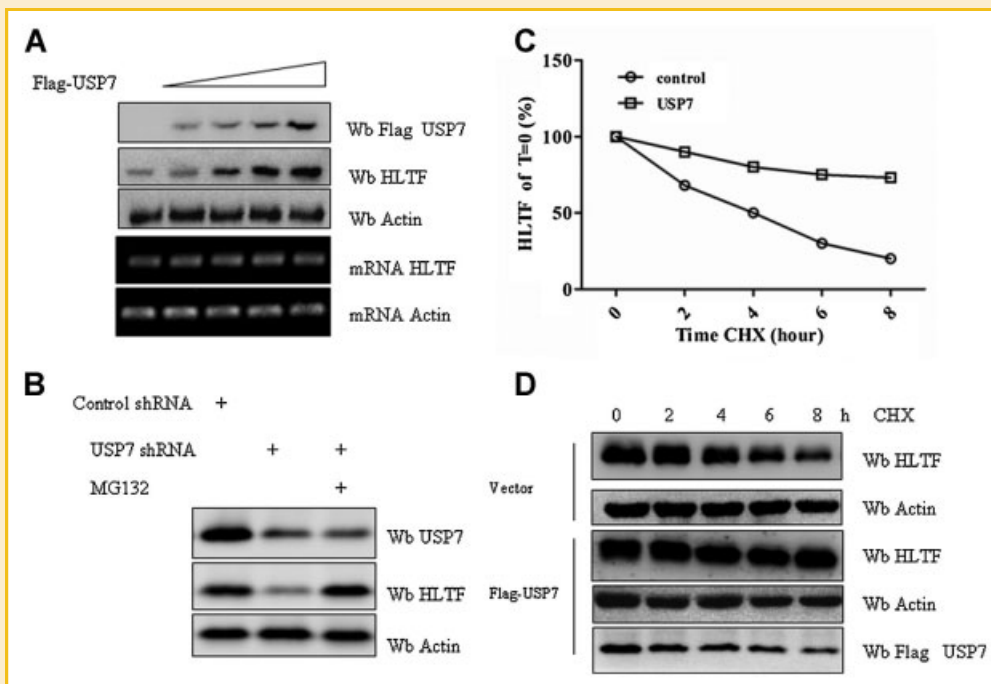 A
Flag-USP7
Wb Flag USP7
Wb HLTF
Wb Actin
mRNA HLTF
mRNA Actin
B
Control shRNA +
USP7 shRNA + +
MG132 +
Wb USP7
Wb HLTF
Wb Actin
C
150
100
50
0
HLTF of T=0 (%)
control
USP7
0 2 4 6 8
Time CHX (hour)
D
0 2 4 6 8 h CHX
Vector
Wb HLTF
Wb Actin
Flag-USP7
Wb HLTF
Wb Actin
Wb Flag USP7